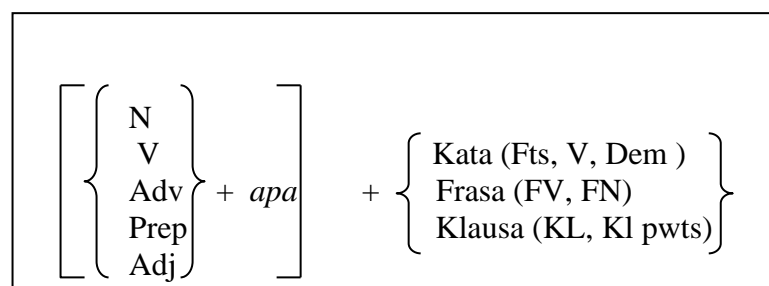 N
V
Adv + apa + Kata (Fts, V, Dem )
Prep Frasa (FV, FN)
Adj Klausa (KL, Kl pwts)